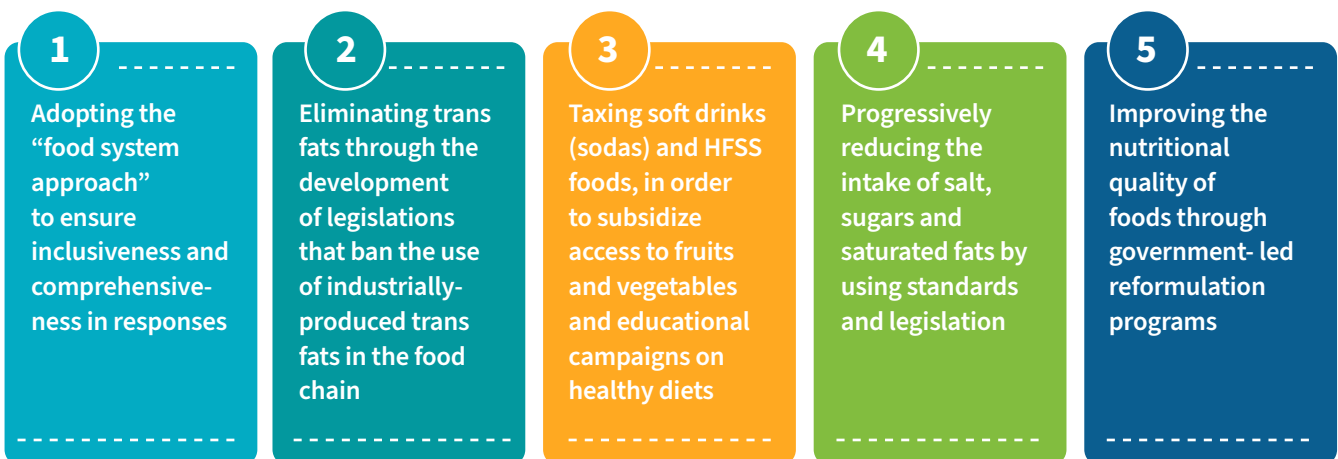 1
Adopting the
“food system
approach”
to ensure
inclusiveness and
comprehensive-
ness in responses
2
Eliminating trans
fats through the
development
of legislations
that ban the use
of industrially-
produced trans
fats in the food
chain
3
Taxing soft drinks
(sodas) and HFSS
foods, in order
to subsidize
access to fruits
and vegetables
and educational
campaigns on
healthy diets
4
Progressively
reducing the
intake of salt,
sugars and
saturated fats by
using standards
and legislation
5
Improving the
nutritional
quality of
foods through
government- led
reformulation
programs